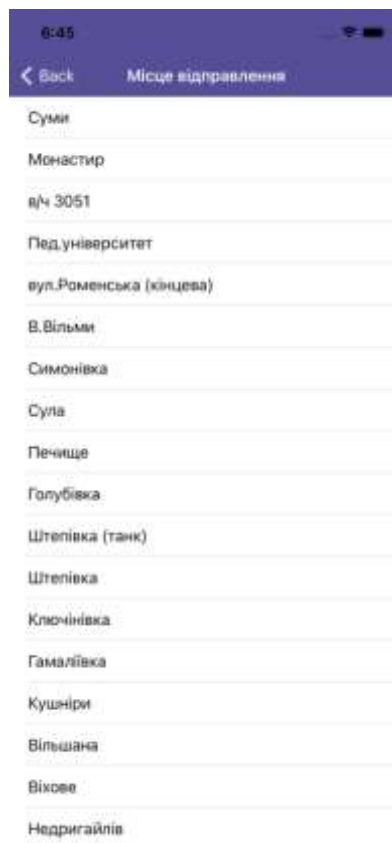 6:45
Back Місце відправлення
Суми
Монастир
в/ч 3051
Пед.університет
вул.Роменська (кінцева)
В.Вільми
Симонівка
Сула
Печище
Голубівка
Штепівка (танк)
Штепівка
Ключінівка
Гамаліївка
Кушніри
Вільшана
Віхове
Недригайлів